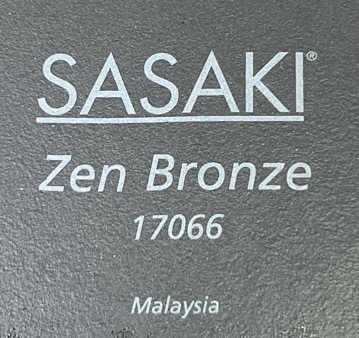 SASAKI®
Zen Bronze
17066
Malaysia